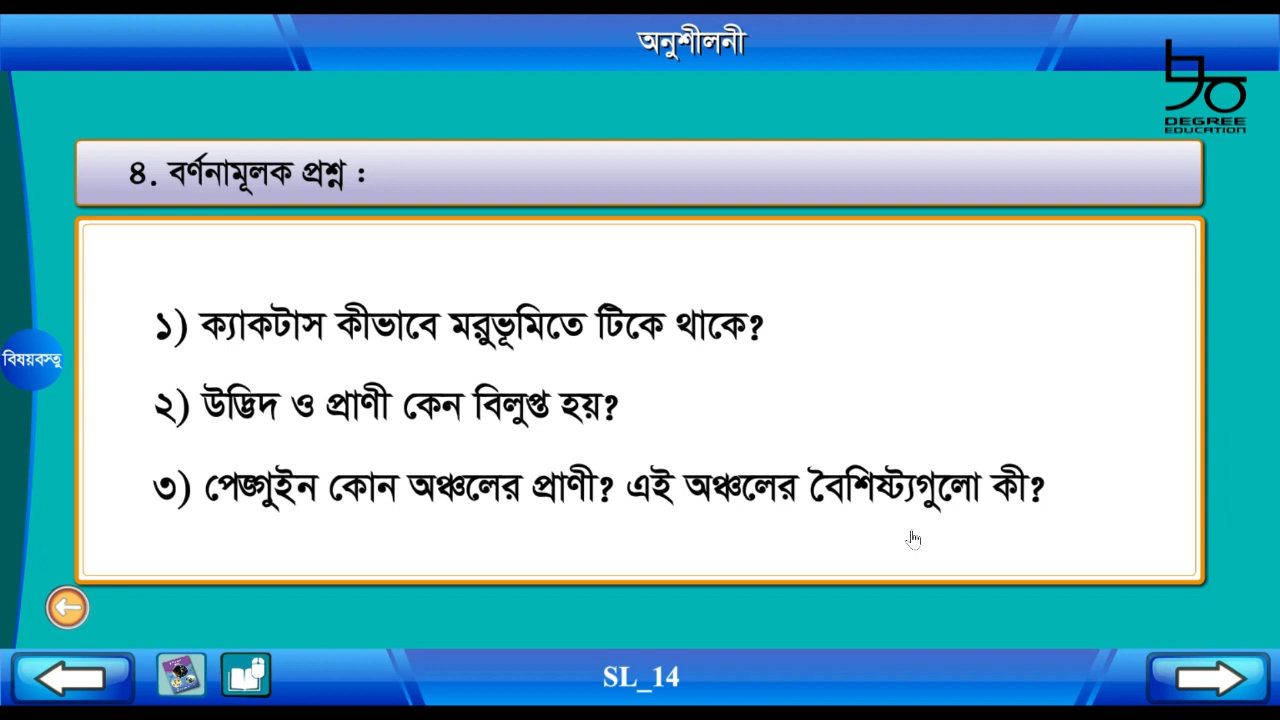 অনুশীলনী
DEGREE
EDUCATION
৪. বর্ণনামূলক প্রশ্ন :
১) ক্যাকটাস কীভাবে মরুভূমিতে টিকে থাকে?
২) উদ্ভিদ ও প্রাণী কেন বিলুপ্ত হয়?
বিষয়বস্তু
৩) পেঙ্গুইন কোন অঞ্চলের প্রাণী? এই অঞ্চলের বৈশিষ্ট্যগুলো কী?
SL_14